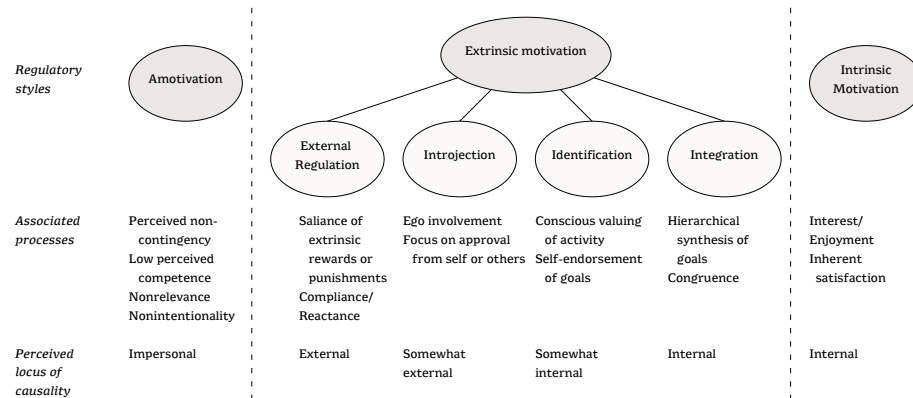 Regulatory
styles
Amotivation
Extrinsic motivation
Intrinsic
Motivation
External
Regulation
Introjection
Identification
Integration
Associated
processes
Perceived non-
contingency
Low perceived
competence
Nonrelevance
Nonintentionality
Saliance of
extrinsic
rewards or
punishments
Compliance/
Reactance
Ego involvement
Focus on approval
from self or others
Conscious valuing
of activity
Self-endorsement
of goals
Hierarchical
synthesis of
goals
Congruence
Interest/
Enjoyment
Inherent
satisfaction
Perceived
locus of
causality
Impersonal
External
Somewhat
external
Somewhat
internal
Internal
Internal